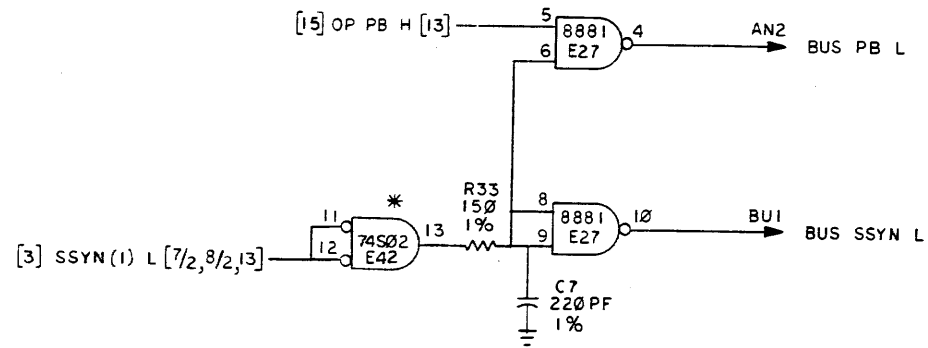 [15] OP PB H [13]
5
6
8881
E27
4
AN2
BUS PB L
[3] SSYN(1) L [7/2,8/2,13]
11
12
*
74SØ2
E42
13
R33
15Ø
1%
8
9
8881
E27
1Ø
BU1
BUS SSYN L
C7
22Ø PF
1%